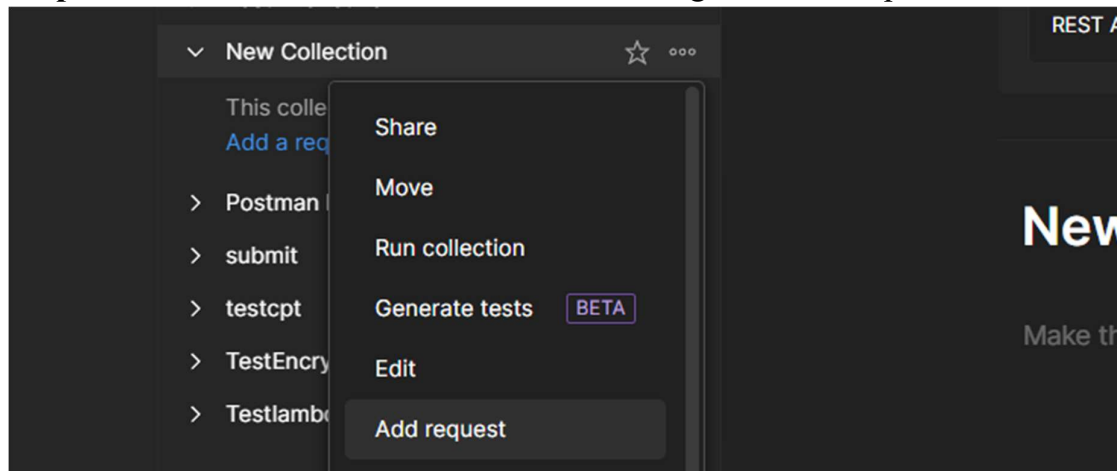 REST A
New Collection
This colle
Add a req
Share
Move
Postman
Run collection
submit
New
testcpt
Generate tests BETA
Make th
TestEncry
Edit
Testlambd
Add request